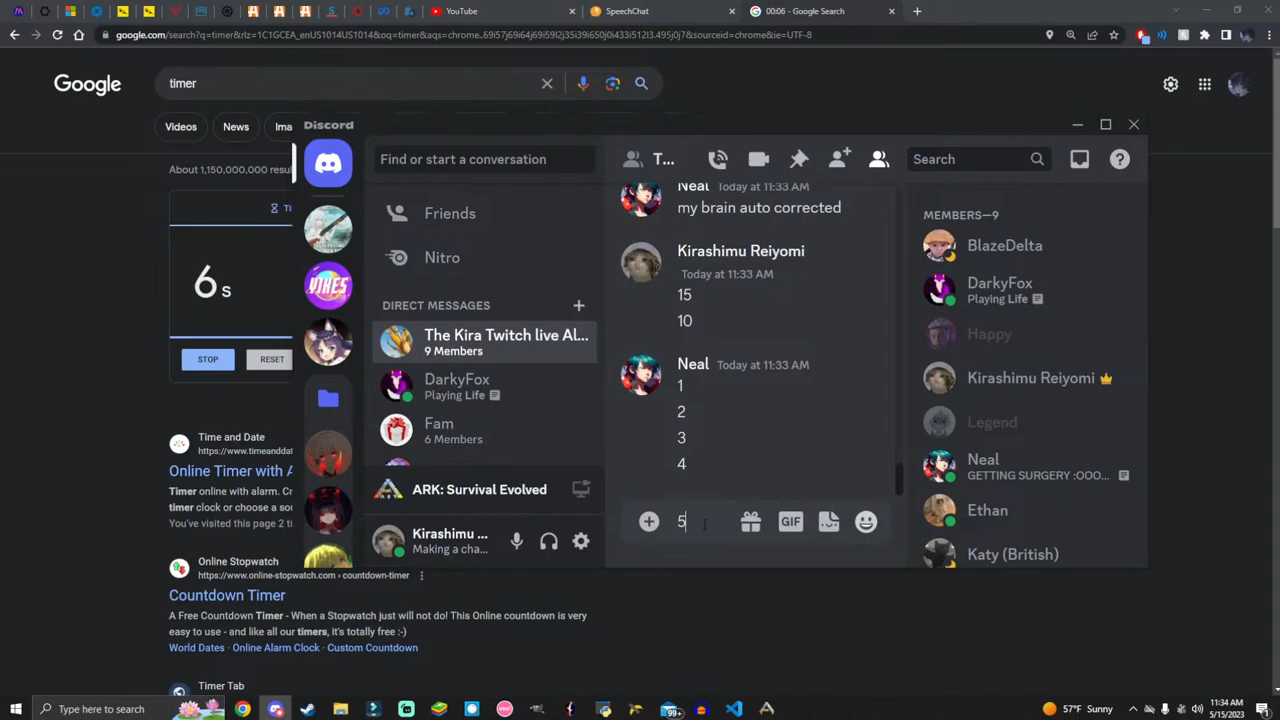 YouTube
SpeechChat
00:06 - Google Search
google.com/search?q=timer&rlz=1C1GCEA_enUS1014US1014&oq=timer&aqs=chrome..69i57j69i64j69i59l2j35i39i650j0i433i512l3.495j0j7&sourceid=chrome&ie=UTF-8
Google
timer
Videos
News
Ima
About 1,150,000,000 resul
TI
6 s
STOP
RESET
Time and Date
https://www.timeanddat
Online Timer with A
Timer online with alarm. Cr
timer clock or choose a cou
You've visited this page 2 ti
Online Stopwatch
https://www.online-stopwatch.com › countdown-timer
Countdown Timer
A Free Countdown Timer - When a Stopwatch just will not do! This Online countdown is very
easy to use - and like all our timers, it's totally free :-)
World Dates · Online Alarm Clock · Custom Countdown
Timer Tab
Discord
YIKES
Find or start a conversation
Friends
Nitro
DIRECT MESSAGES
The Kira Twitch live Al...
9 Members
DarkyFox
Playing Life
Fam
6 Members
ARK: Survival Evolved
Kirashimu ...
Making a cha...
T...
Search
Neal Today at 11:33 AM
my brain auto corrected
Kirashimu Reiyomi
Today at 11:33 AM
15
10
Neal Today at 11:33 AM
1
2
3
4
5
GIF
MEMBERS—9
BlazeDelta
DarkyFox
Playing Life
Happy
Kirashimu Reiyomi
Legend
Neal
GETTING SURGERY :OOO...
Ethan
Katy (British)
Type here to search
99+
57°F Sunny
11:34 AM
5/15/2023